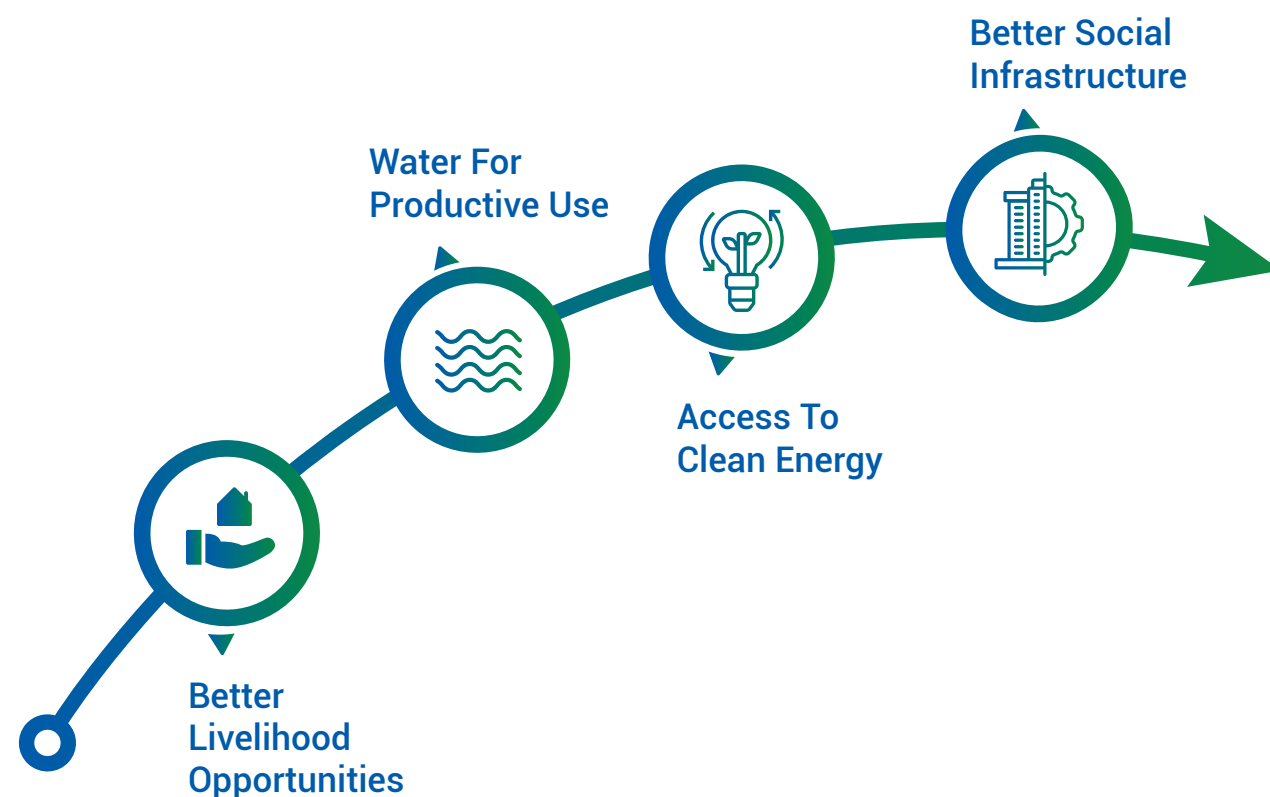 Better Social
Infrastructure
Water For
Productive Use
Access To
Clean Energy
Better
Livelihood
Opportunities